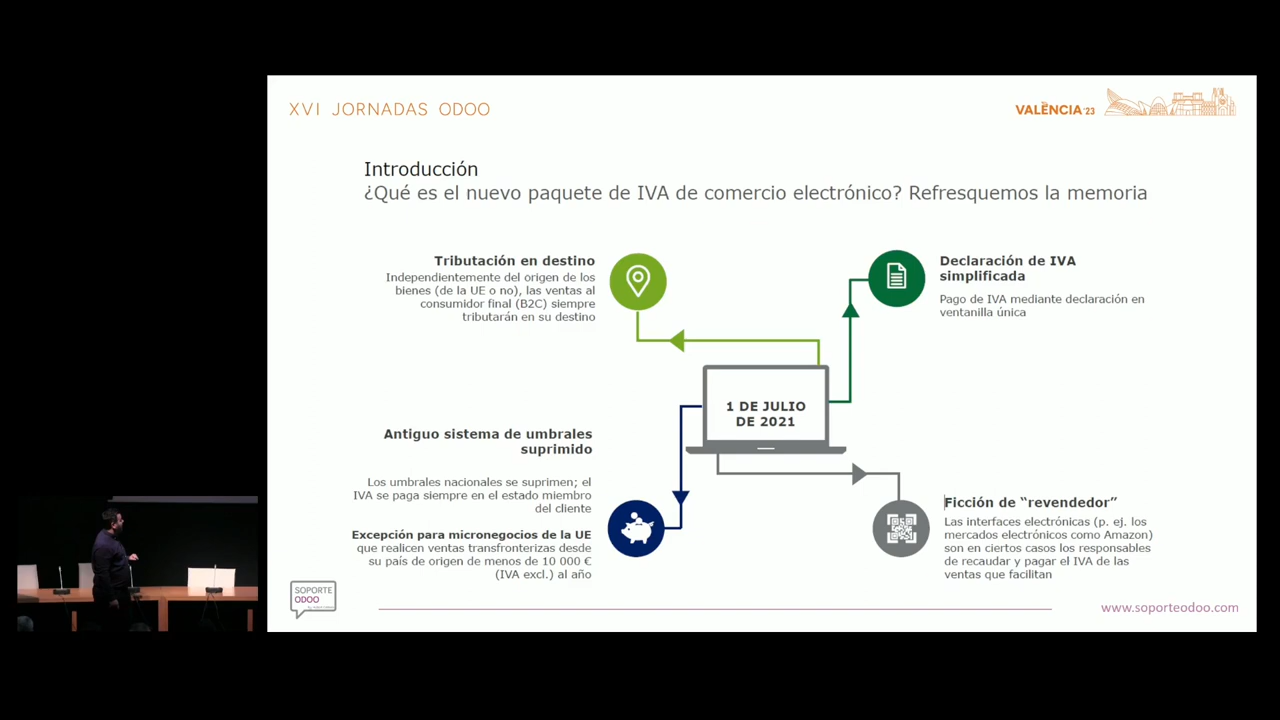 XVI JORNADAS ODOO
VALÈNCIA '23
Introducción
¿Qué es el nuevo paquete de IVA de comercio electrónico? Refresquemos la memoria
Tributación en destino
Independientemente del origen de los
bienes (de la UE o no), las ventas al
consumidor final (B2C) siempre
tributarán en su destino
Declaración de IVA
simplificada
Pago de IVA mediante declaración en
ventanilla única
1 DE JULIO
DE 2021
Antiguo sistema de umbrales
suprimido
Los umbrales nacionales se suprimen; el
IVA se paga siempre en el estado miembro
del cliente
Excepción para micronegocios de la UE
que realicen ventas transfronterizas desde
su país de origen de menos de 10 000 €
(IVA excl.) al año
Ficción de “revendedor”
Las interfaces electrónicas (p. ej. los
mercados electrónicos como Amazon)
son en ciertos casos los responsables
de recaudar y pagar el IVA de las
ventas que facilitan
SOPORTE
ODOO
www.soporteodoo.com